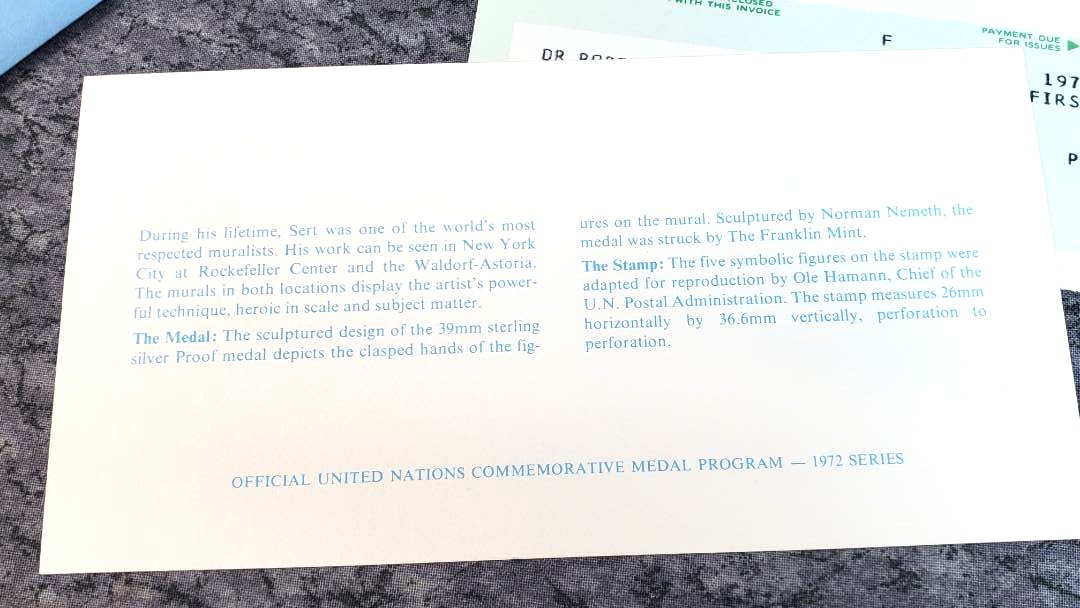 WITH THIS INVOICE
PAYMENT DUE
FOR ISSUES
F
DR
197
FIRS
P
During his lifetime, Sert was one of the world's most
respected muralists. His work can be seen in New York
City at Rockefeller Center and the Waldorf-Astoria.
The murals in both locations display the artist's power-
ful technique, heroic in scale and subject matter.
The Medal: The sculptured design of the 39mm sterling
silver Proof medal depicts the clasped hands of the fig-
ures on the mural. Sculptured by Norman Nemeth, the
medal was struck by The Franklin Mint.
The Stamp: The five symbolic figures on the stamp were
adapted for reproduction by Ole Hamann, Chief of the
U.N. Postal Administration. The stamp measures 26mm
horizontally by 36.6mm vertically, perforation to
perforation.
OFFICIAL UNITED NATIONS COMMEMORATIVE MEDAL PROGRAM — 1972 SERIES